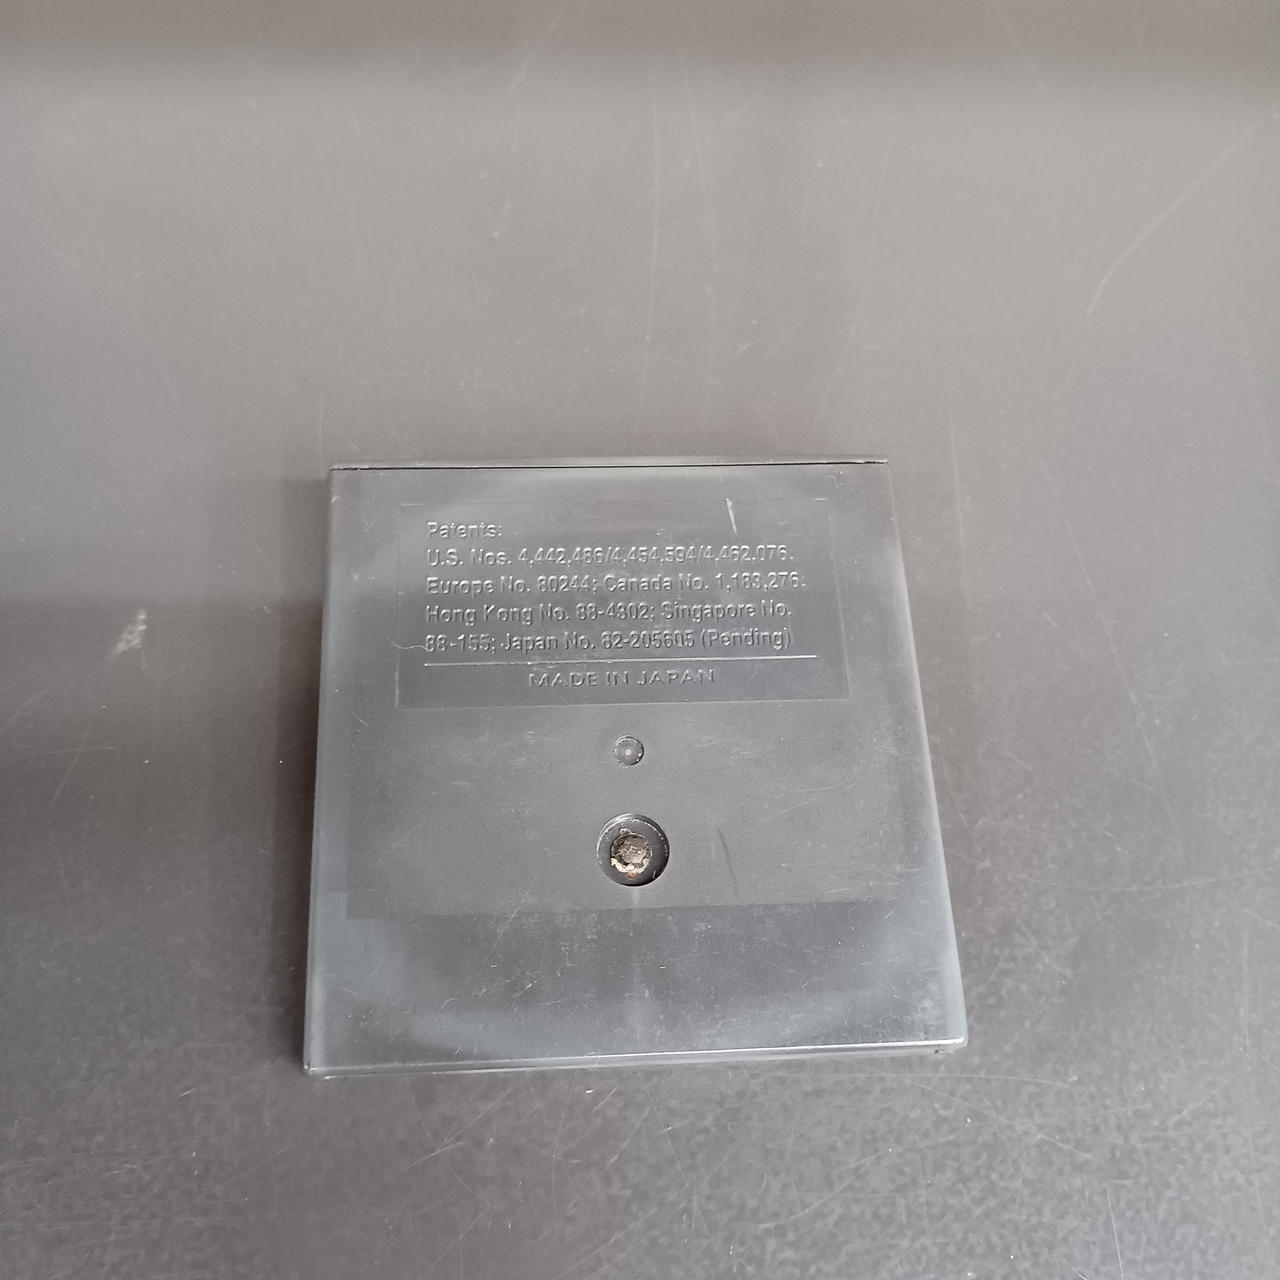 Patents:
U.S. Nos. 4,442,486/4,454,594/4,462,076.
Europe No. 80244; Canada No. 1,183,276.
Hong Kong No. 88-4302; Singapore No.
88-155; Japan No. 82-205605 (Pending)
MADE IN JAPAN